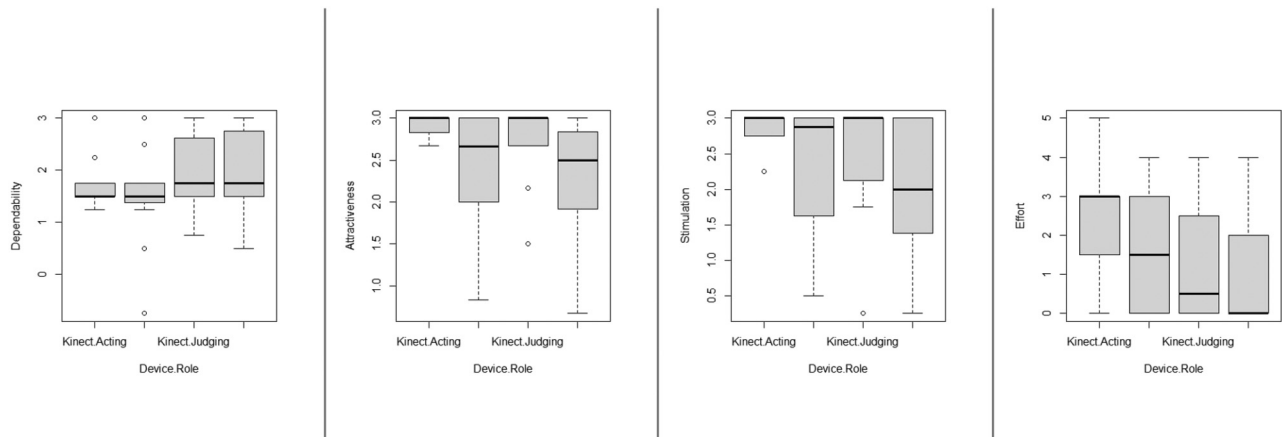 Dependability
3
2
1
0
Kinect.Acting Kinect.Judging
Device.Role
Attractiveness
3.0
2.5
2.0
1.5
1.0
Kinect.Acting Kinect.Judging
Device.Role
Stimulation
3.0
2.5
2.0
1.5
1.0
0.5
Kinect.Acting Kinect.Judging
Device.Role
Effort
5
4
3
2
1
0
Kinect.Acting Kinect.Judging
Device.Role